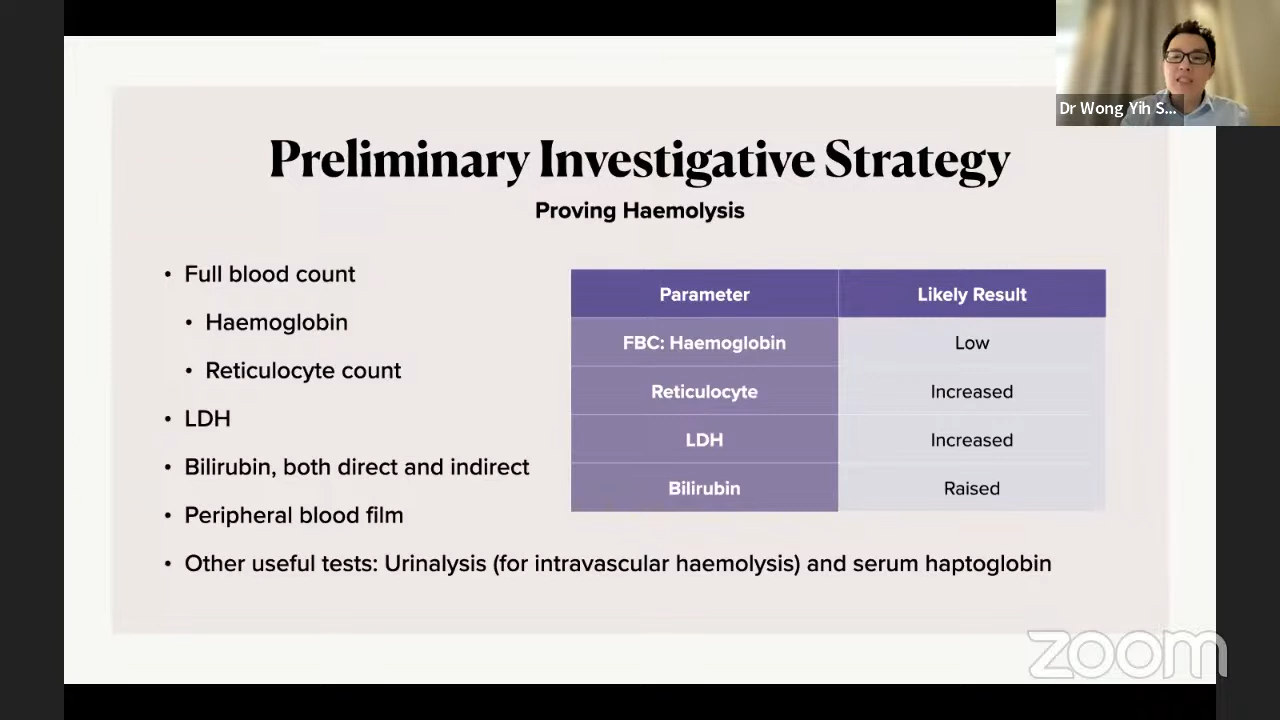 Dr Wong Yih S...
Preliminary Investigative Strategy
Proving Haemolysis
• Full blood count
• Haemoglobin
• Reticulocyte count
• LDH
• Bilirubin, both direct and indirect
• Peripheral blood film
• Other useful tests: Urinalysis (for intravascular haemolysis) and serum haptoglobin
Parameter Likely Result
FBC: Haemoglobin Low
Reticulocyte Increased
LDH Increased
Bilirubin Raised
zoom